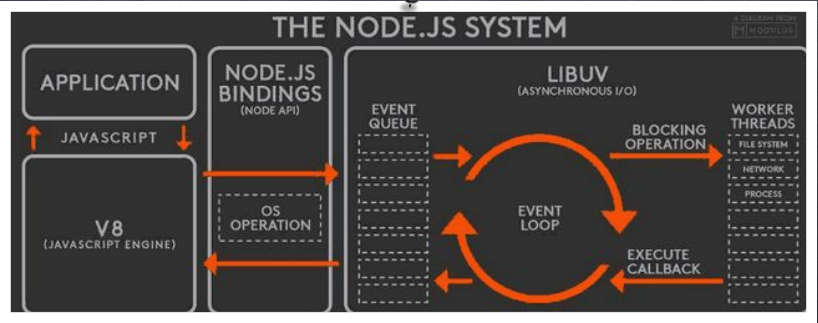 THE NODE.JS SYSTEM
A DIAGRAM FROM
MODULUS
APPLICATION
JAVASCRIPT
V8
(JAVASCRIPT ENGINE)
NODE.JS
BINDINGS
(NODE API)
OS
OPERATION
LIBUV
(ASYNCHRONOUS I/O)
EVENT
QUEUE
EVENT
LOOP
BLOCKING
OPERATION
EXECUTE
CALLBACK
WORKER
THREADS
FILE SYSTEM
NETWORK
PROCESS